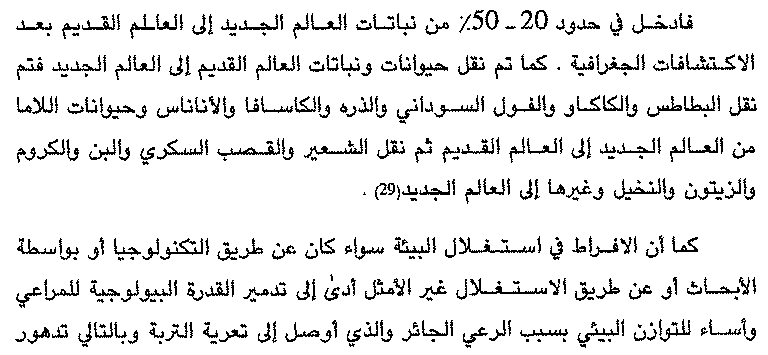 فادخل في حدود 20 ـ 50٪ من نباتات العالم الجديد إلى العالم القديم بعد
الاكتشافات الجغرافية . كما تم نقل حيوانات ونباتات العالم القديم إلى العالم الجديد فتم
نقل البطاطس والكاكاو والفول السوداني والذره والكاسافا والأناناس وحيوانات اللاما
من العالم الجديد إلى العالم القديم ثم نقل الشعير والقصب السكري والبن والكروم
والزيتون والنخيل وغيرها إلى العالم الجديد(29) .
كما أن الافراط في استغلال البيئة سواء كان عن طريق التكنولوجيا أو بواسطة
الأبحاث أو عن طريق الاستغلال غير الأمثل أدىٰ إلى تدمير القدرة البيولوجية للمراعي
وأساء للتوازن البيئي بسبب الرعي الجائر والذي أوصل إلى تعرية التربة وبالتالي تدهور